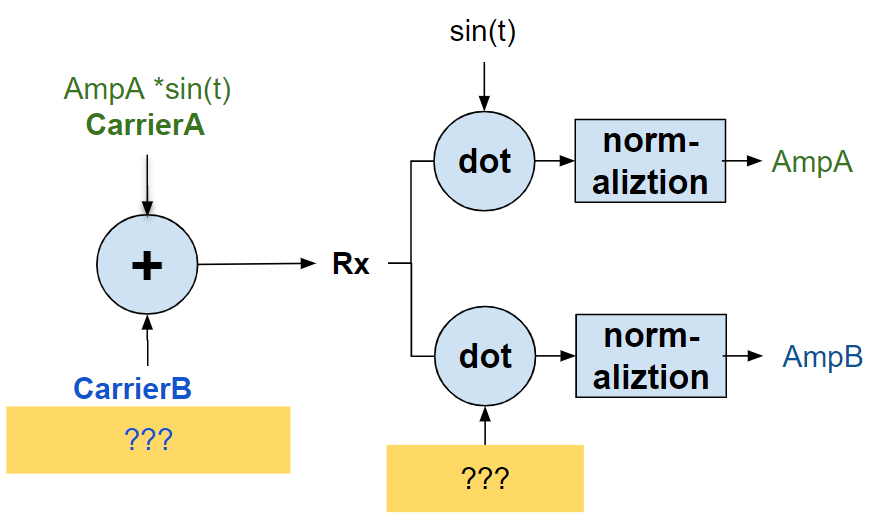 sin(t)
AmpA *sin(t)
CarrierA
dot
norm-
aliztion
AmpA
+
Rx
dot
norm-
aliztion
AmpB
CarrierB
???
???